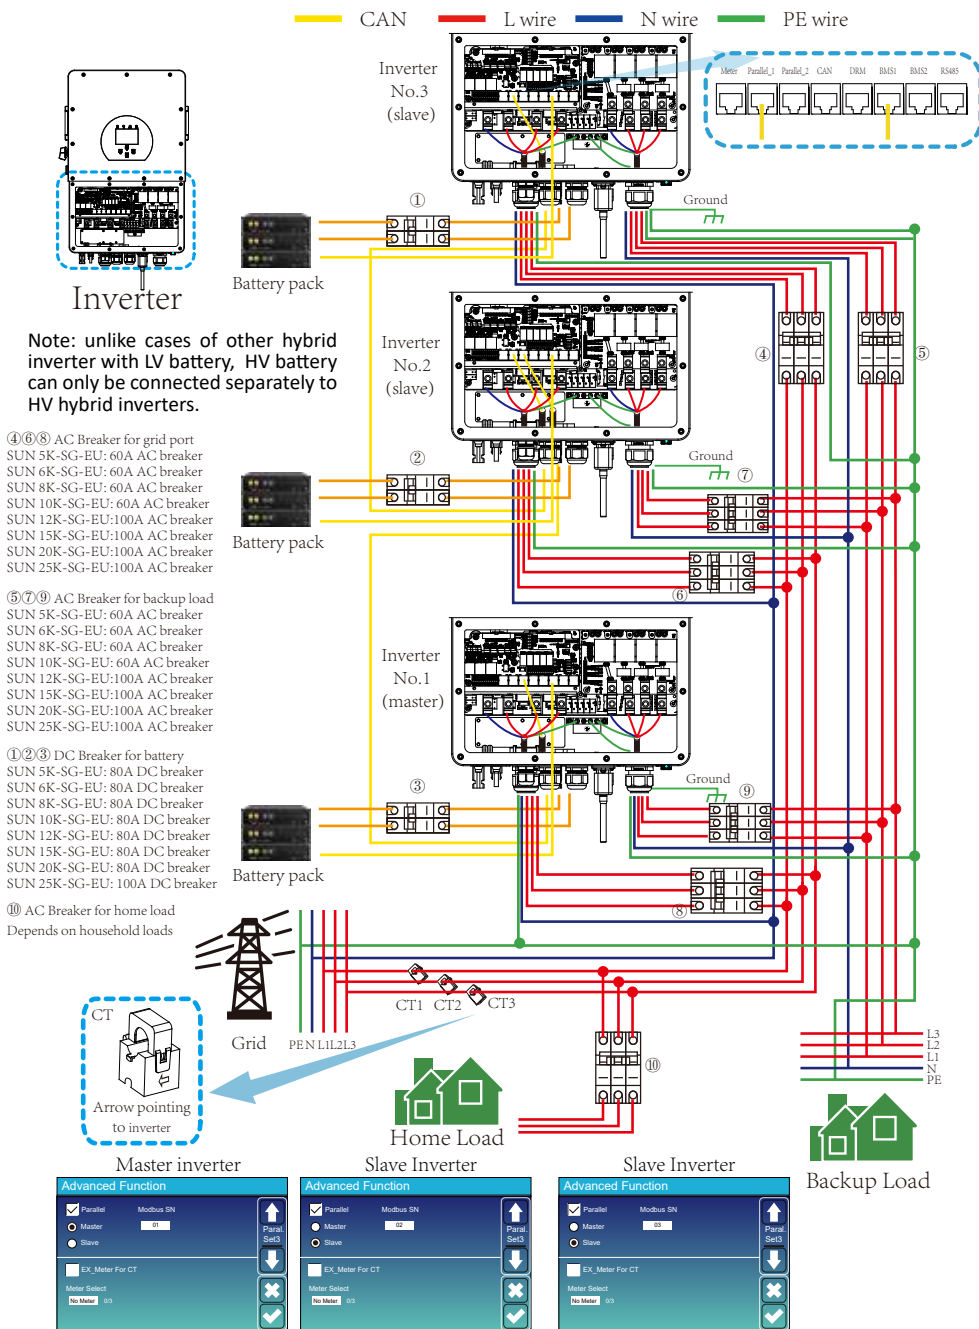 CAN L wire N wire PE wire
Inverter
No.3
(slave)
Meter Parallel_1 Parallel_2 CAN DRM BMS1 BMS2 RS485
①
Ground
Battery pack
Inverter
Note: unlike cases of other hybrid
inverter with LV battery, HV battery
can only be connected separately to
HV hybrid inverters.
Inverter
No.2
(slave)
④
⑤
④⑥⑧ AC Breaker for grid port
SUN 5K-SG-EU: 60A AC breaker
SUN 6K-SG-EU: 60A AC breaker
SUN 8K-SG-EU: 60A AC breaker
SUN 10K-SG-EU: 60A AC breaker
SUN 12K-SG-EU:100A AC breaker
SUN 15K-SG-EU:100A AC breaker
SUN 20K-SG-EU:100A AC breaker
SUN 25K-SG-EU:100A AC breaker
②
Ground
⑦
Battery pack
⑥
⑤⑦⑨ AC Breaker for backup load
SUN 5K-SG-EU: 60A AC breaker
SUN 6K-SG-EU: 60A AC breaker
SUN 8K-SG-EU: 60A AC breaker
SUN 10K-SG-EU: 60A AC breaker
SUN 12K-SG-EU:100A AC breaker
SUN 15K-SG-EU:100A AC breaker
SUN 20K-SG-EU:100A AC breaker
SUN 25K-SG-EU:100A AC breaker
Inverter
No.1
(master)
①②③ DC Breaker for battery
SUN 5K-SG-EU: 80A DC breaker
SUN 6K-SG-EU: 80A DC breaker
SUN 8K-SG-EU: 80A DC breaker
SUN 10K-SG-EU: 80A DC breaker
SUN 12K-SG-EU: 80A DC breaker
SUN 15K-SG-EU: 80A DC breaker
SUN 20K-SG-EU: 80A DC breaker
SUN 25K-SG-EU: 100A DC breaker
③
Ground
⑨
Battery pack
⑧
⑩ AC Breaker for home load
Depends on household loads
CT1 CT2 CT3
CT
Grid
PE N L1 L2 L3
⑩
L3
L2
L1
N
PE
Arrow pointing
to inverter
Home Load
Backup Load
Master inverter
Advanced Function
Parallel Modbus SN
Master 01
Slave
Paral.
Set3
EX_Meter For CT
Meter Select
No Meter 0/3
Slave Inverter
Advanced Function
Parallel Modbus SN
Master 02
Slave
Paral.
Set3
EX_Meter For CT
Meter Select
No Meter 0/3
Slave Inverter
Advanced Function
Parallel Modbus SN
Master 03
Slave
Paral.
Set3
EX_Meter For CT
Meter Select
No Meter 0/3